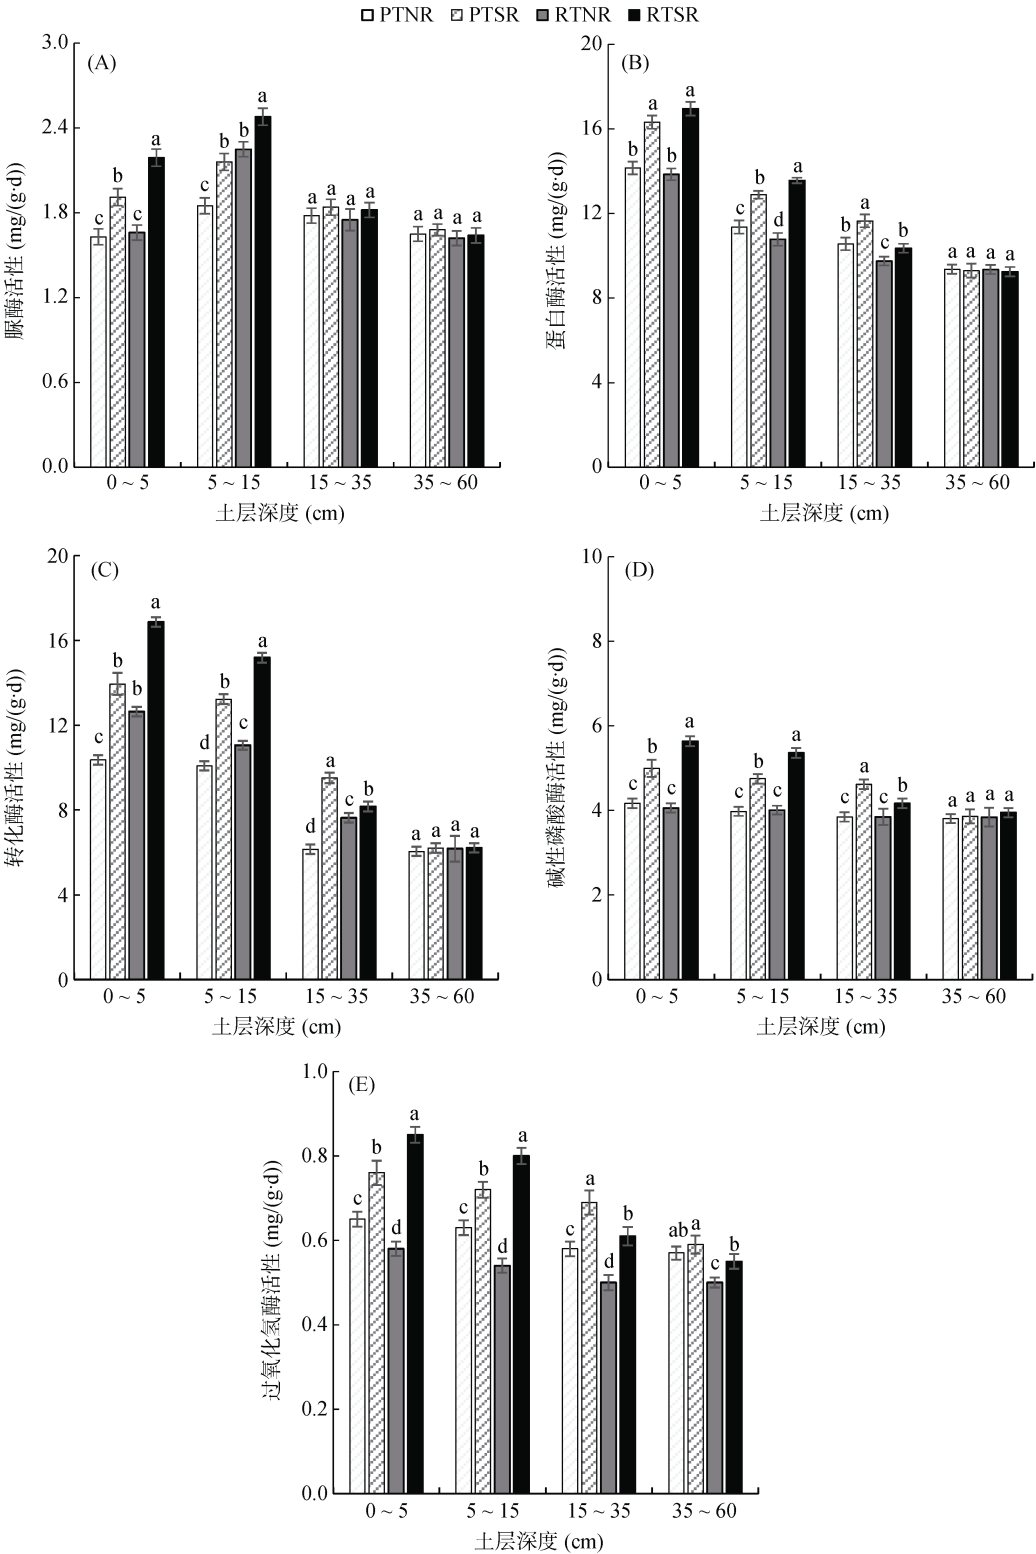 PTNR PTSR RTNR RTSR
(A)
脲酶活性 (mg/(g·d))
3.0
2.4
1.8
1.2
0.6
0.0
c b c a
c b b a
a a a a
a a a a
0 ~ 5 5 ~ 15 15 ~ 35 35 ~ 60
土层深度 (cm)
(B)
蛋白酶活性 (mg/(g·d))
20
16
12
8
4
0
b a b a
c b d a
b a c b
a a a a
0 ~ 5 5 ~ 15 15 ~ 35 35 ~ 60
土层深度 (cm)
(C)
转化酶活性 (mg/(g·d))
20
16
12
8
4
0
c b b a
d b c a
d a c b
a a a a
0 ~ 5 5 ~ 15 15 ~ 35 35 ~ 60
土层深度 (cm)
(D)
碱性磷酸酶活性 (mg/(g·d))
10
8
6
4
2
0
c b c a
c b c a
c a c b
a a a a
0 ~ 5 5 ~ 15 15 ~ 35 35 ~ 60
土层深度 (cm)
(E)
过氧化氢酶活性 (mg/(g·d))
1.0
0.8
0.6
0.4
0.2
0.0
c b d a
c b d a
c a d b
ab a c b
0 ~ 5 5 ~ 15 15 ~ 35 35 ~ 60
土层深度 (cm)